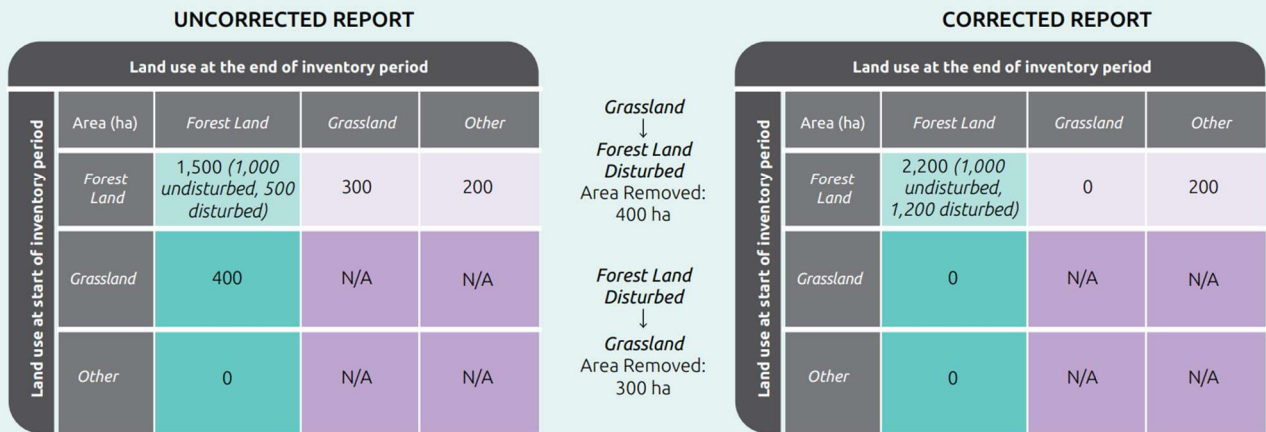 UNCORRECTED REPORT
Land use at the end of inventory period
Land use at start of inventory period
Area (ha)
Forest Land
Grassland
Other
Forest
Land
1,500 (1,000
undisturbed, 500
disturbed)
300
200
Grassland
400
N/A
N/A
Other
0
N/A
N/A
Grassland
↓
Forest Land
Disturbed
Area Removed:
400 ha
Forest Land
Disturbed
↓
Grassland
Area Removed:
300 ha
CORRECTED REPORT
Land use at the end of inventory period
Land use at start of inventory period
Area (ha)
Forest Land
Grassland
Other
Forest
Land
2,200 (1,000
undisturbed,
1,200 disturbed)
0
200
Grassland
0
N/A
N/A
Other
0
N/A
N/A